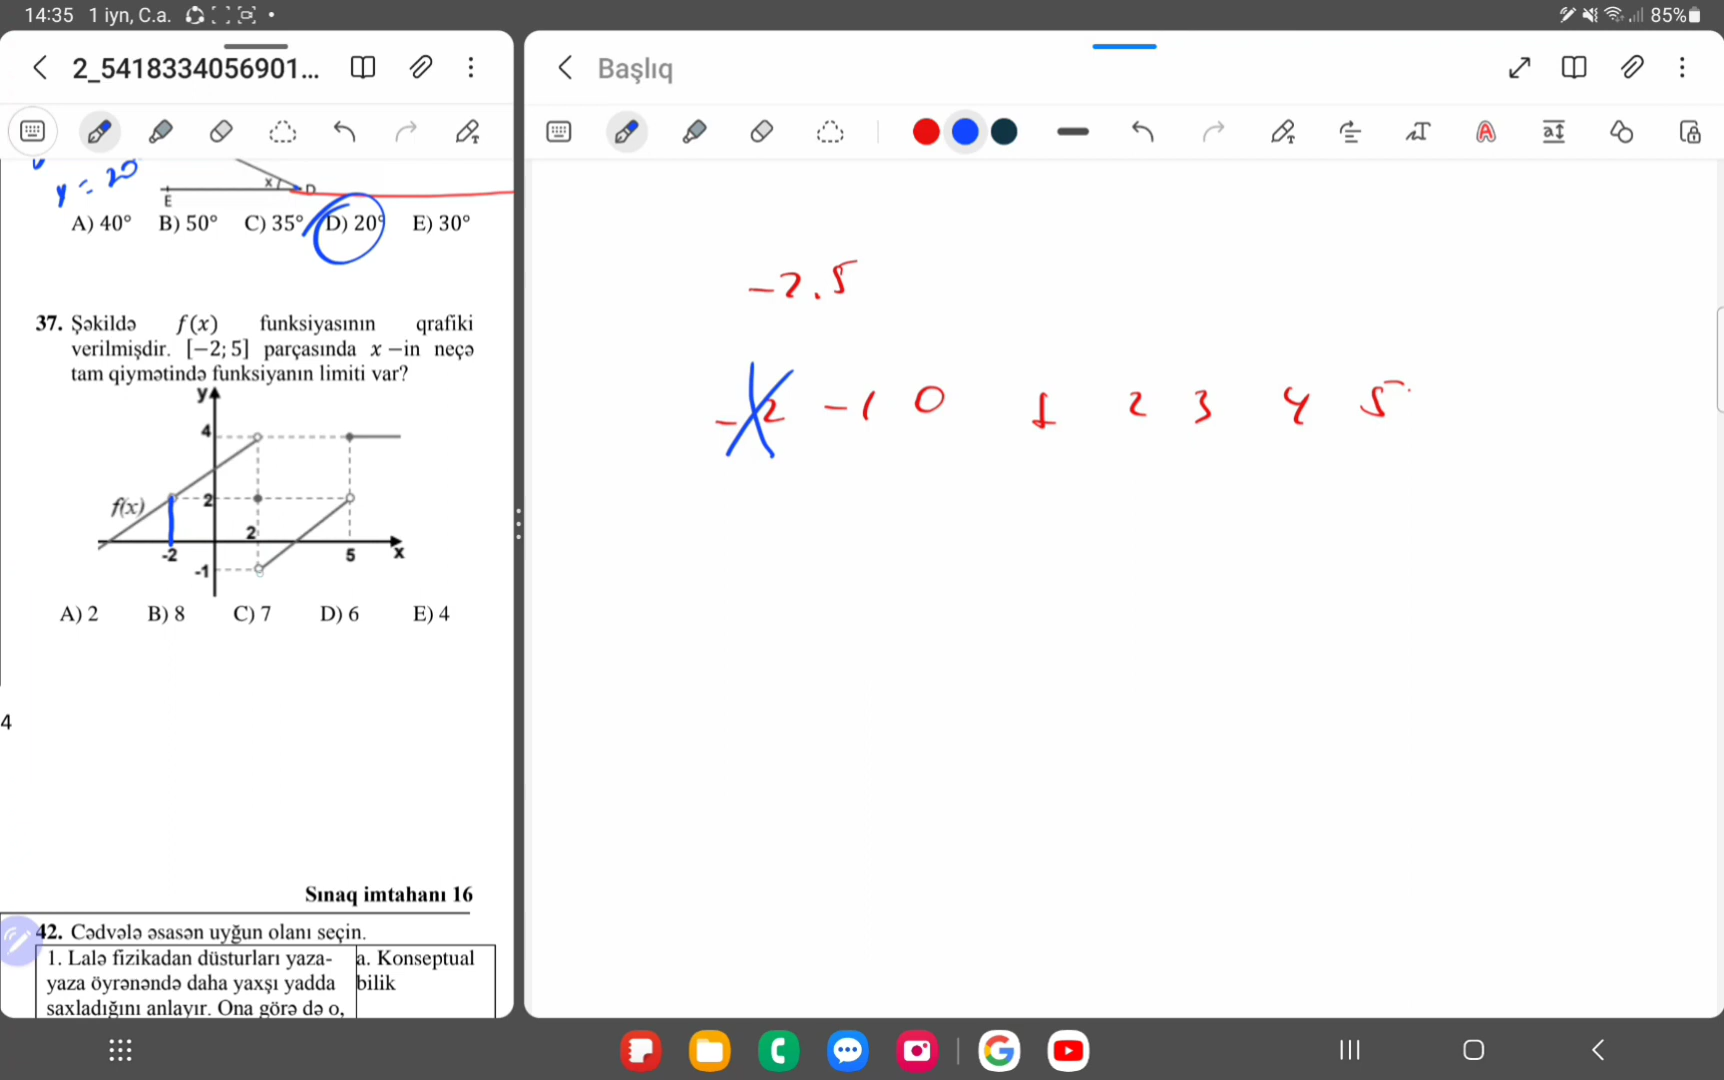 14:35 1 iyn, C.a. •
85%
2_5418334056901...
Başlıq
y = 20
x
D
E
A) 40° B) 50° C) 35° D) 20° E) 30°
37. Şəkildə f(x) funksiyasının qrafiki
verilmişdir. [−2; 5] parçasında x −in neçə
tam qiymətində funksiyanın limiti var?
y
4
f(x)
2
2
-2
5
x
-1
A) 2 B) 8 C) 7 D) 6 E) 4
4
Sınaq imtahanı 16
42. Cədvələ əsasən uyğun olanı seçin.
1. Lalə fizikadan düsturları yaza-
yaza öyrənəndə daha yaxşı yadda
saxladığını anlayır. Ona görə də o,
a. Konseptual
bilik
-2.5
-2 -1 0 1 2 3 4 5